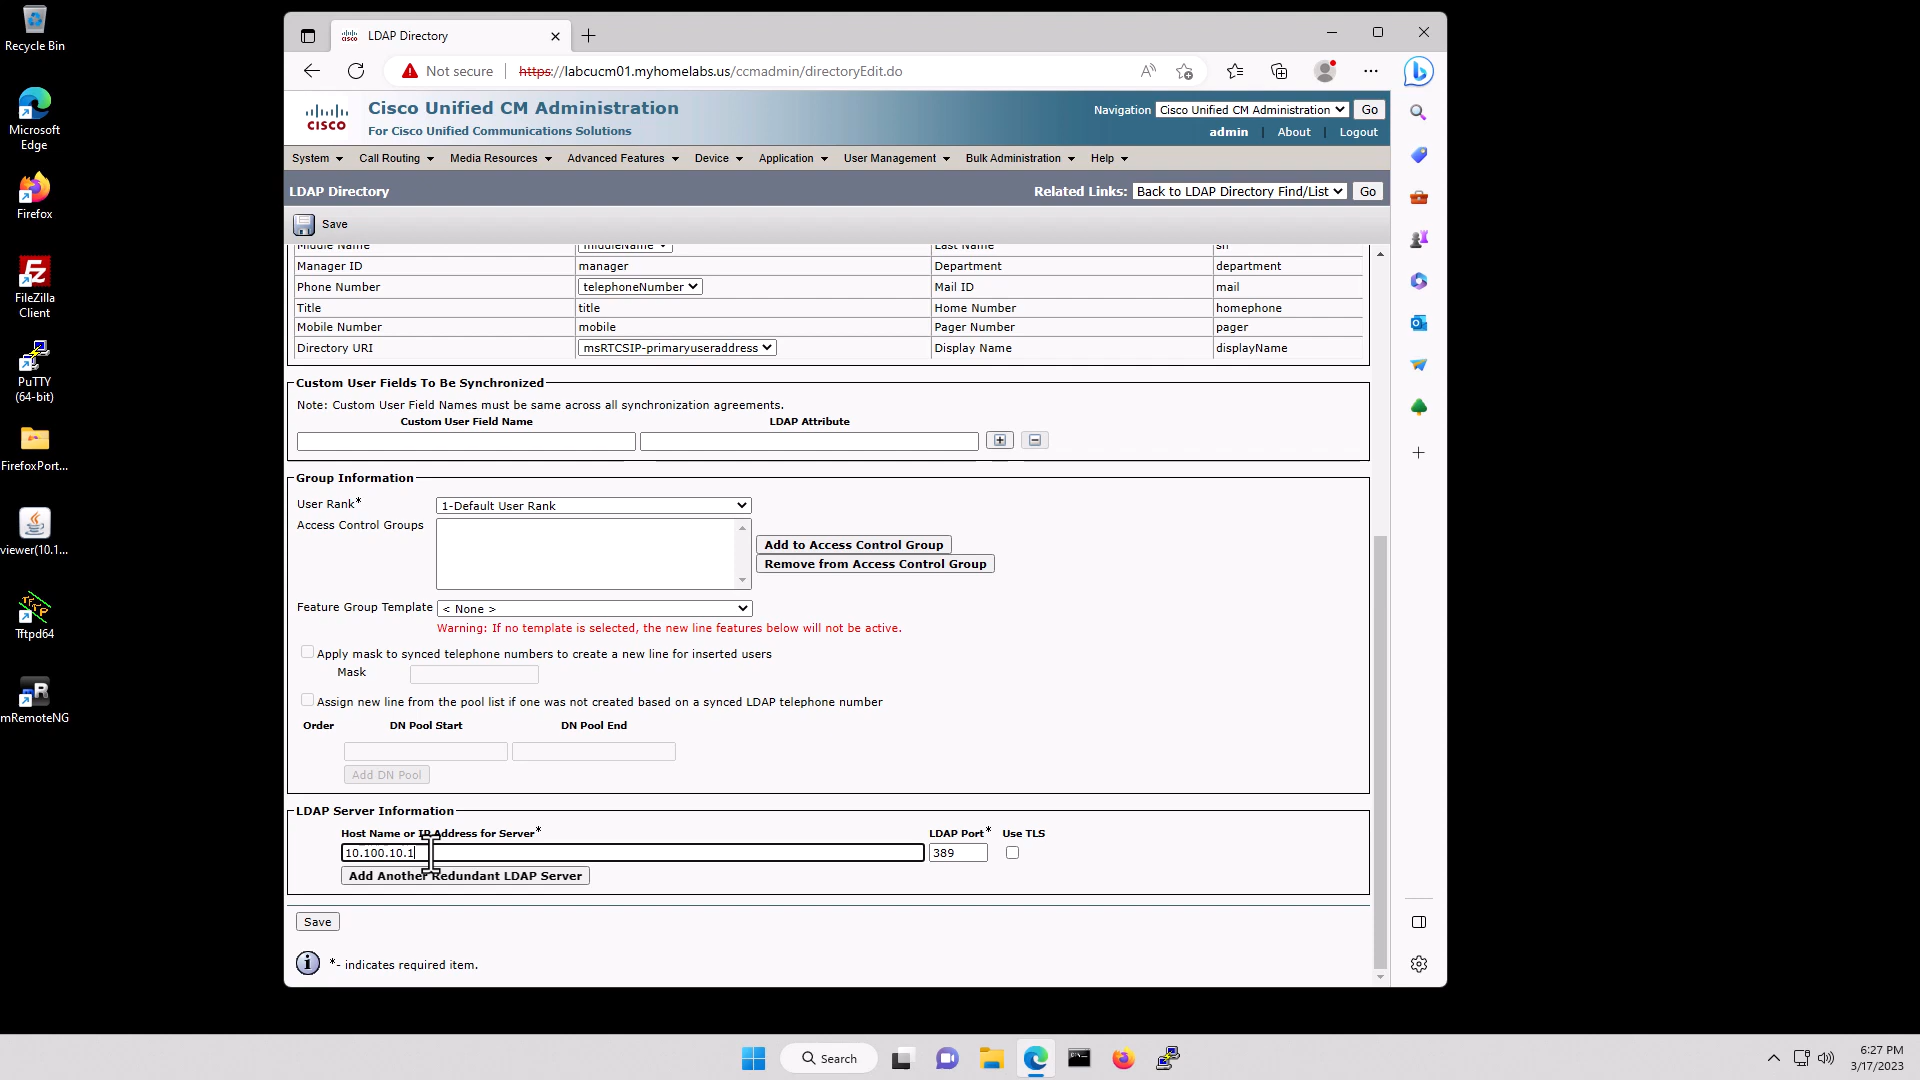 Recycle Bin
Microsoft Edge
Firefox
FileZilla Client
PuTTY (64-bit)
FirefoxPort...
viewer(10.1...
Tftpd64
mRemoteNG
LDAP Directory
Not secure
https://labcucm01.myhomelabs.us/ccmadmin/directoryEdit.do
CISCO
Cisco Unified CM Administration
For Cisco Unified Communications Solutions
Navigation Cisco Unified CM Administration Go
admin | About | Logout
System Call Routing Media Resources Advanced Features Device Application User Management Bulk Administration Help
LDAP Directory
Related Links: Back to LDAP Directory Find/List Go
Save
Middle Name middleName Last Name sn
Manager ID manager Department department
Phone Number telephoneNumber Mail ID mail
Title title Home Number homephone
Mobile Number mobile Pager Number pager
Directory URI msRTCSIP-primaryuseraddress Display Name displayName
Custom User Fields To Be Synchronized
Note: Custom User Field Names must be same across all synchronization agreements.
Custom User Field Name LDAP Attribute
Group Information
User Rank* 1-Default User Rank
Access Control Groups
Add to Access Control Group
Remove from Access Control Group
Feature Group Template < None >
Warning: If no template is selected, the new line features below will not be active.
Apply mask to synced telephone numbers to create a new line for inserted users
Mask
Assign new line from the pool list if one was not created based on a synced LDAP telephone number
Order DN Pool Start DN Pool End
Add DN Pool
LDAP Server Information
Host Name or IP Address for Server* LDAP Port* Use TLS
10.100.10.1 389
Add Another Redundant LDAP Server
Save
*- indicates required item.
Search
6:27 PM
3/17/2023